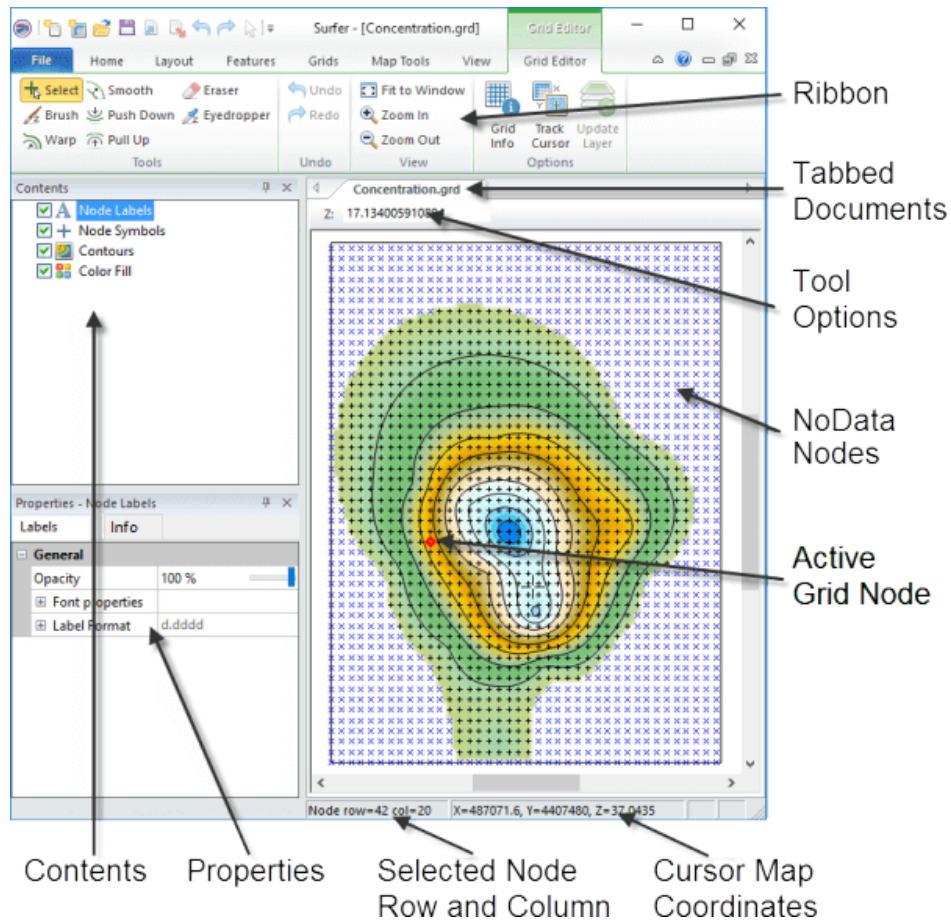 Surfer - [Concentration.grd]
Grid Editor
File Home Layout Features Grids Map Tools View Grid Editor
Select Smooth Eraser Undo Fit to Window
Brush Push Down Eyedropper Redo Zoom In
Warp Pull Up Zoom Out
Grid Info
Track Cursor
Update Layer
Tools Undo View Options
Ribbon
Contents
Node Labels
Node Symbols
Contours
Color Fill
Concentration.grd
Z:
Tabbed
Documents
Tool
Options
NoData
Nodes
Active
Grid Node
Properties - Node Labels
Labels Info
General
Opacity 100 %
Font properties
Label Format d.dddd
Node row=42 col=20 X=487071.6, Y=4407480, Z=37.0435
Contents Properties Selected Node
Row and Column
Cursor Map
Coordinates